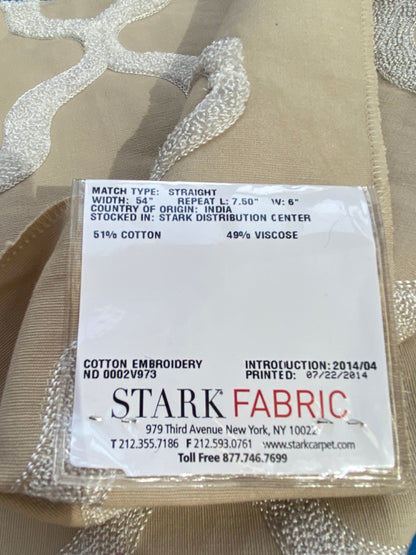 MATCH TYPE: STRAIGHT
WIDTH: 54" REPEAT L: 7.50" W: 6"
COUNTRY OF ORIGIN: INDIA
STOCKED IN: STARK DISTRIBUTION CENTER
51% COTTON 49% VISCOSE
COTTON EMBROIDERY INTRODUCTION: 2014/04
ND 0002V973 PRINTED: 07/22/2014
STARK FABRIC
979 Third Avenue New York, NY 10022
T 212.355.7186 F 212.593.0761 www.starkcarpet.com
Toll Free 877.746.7699